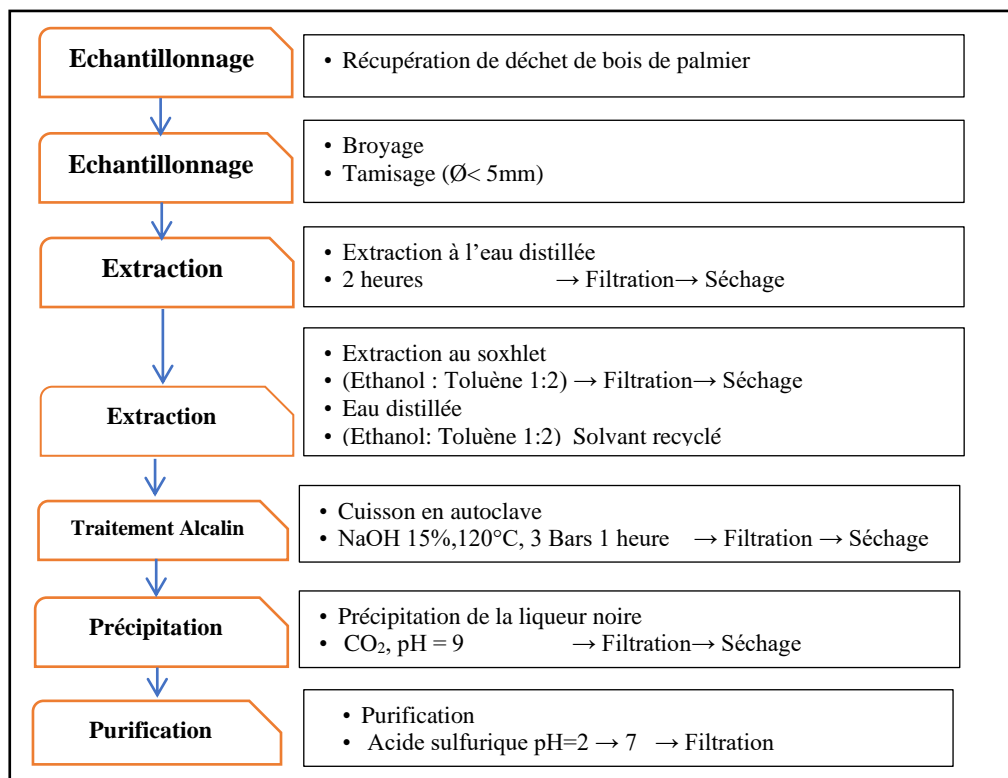 Echantillonnage
• Récupération de déchet de bois de palmier
Echantillonnage
• Broyage
• Tamisage (Ø< 5mm)
Extraction
• Extraction à l’eau distillée
• 2 heures → Filtration→ Séchage
Extraction
• Extraction au soxhlet
• (Ethanol : Toluène 1:2) → Filtration→ Séchage
• Eau distillée
• (Ethanol: Toluène 1:2) Solvant recyclé
Traitement Alcalin
• Cuisson en autoclave
• NaOH 15%,120°C, 3 Bars 1 heure → Filtration → Séchage
Précipitation
• Précipitation de la liqueur noire
• CO₂, pH = 9 → Filtration→ Séchage
Purification
• Purification
• Acide sulfurique pH=2 → 7 → Filtration